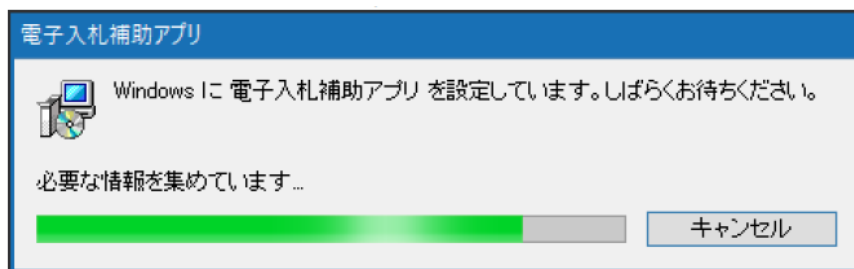 電子入札補助アプリ
Windows に 電子入札補助アプリ を設定しています。しばらくお待ちください。
必要な情報を集めています...
キャンセル